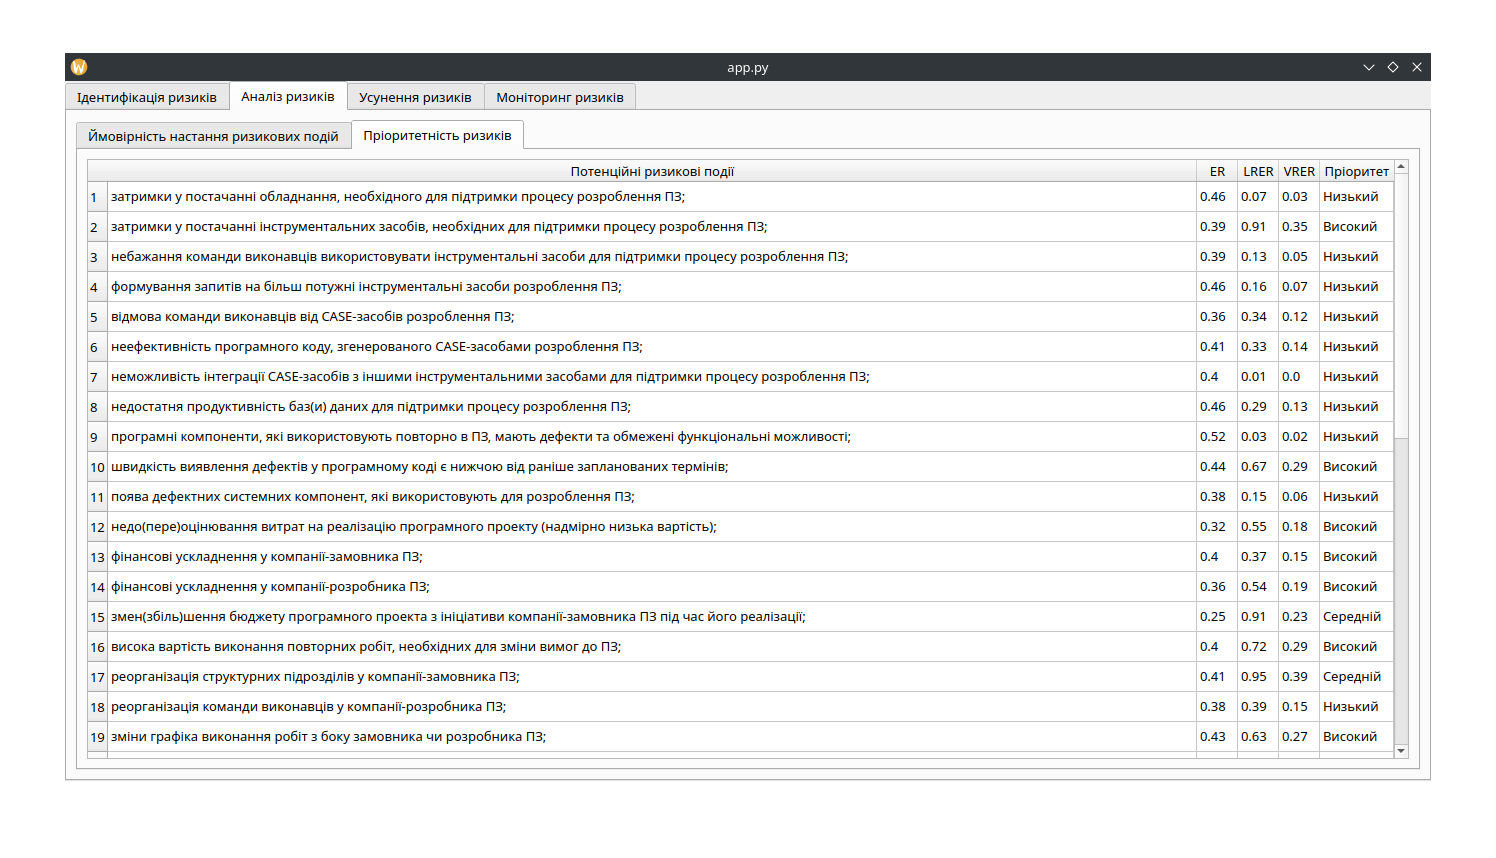 app.py
Ідентифікація ризиків Аналіз ризиків Усунення ризиків Моніторинг ризиків
Ймовірність настання ризикових подій Пріоритетність ризиків
Потенційні ризикові події ER LRER VRER Пріоритет
1 затримки у постачанні обладнання, необхідного для підтримки процесу розроблення ПЗ; 0.46 0.07 0.03 Низький
2 затримки у постачанні інструментальних засобів, необхідних для підтримки процесу розроблення ПЗ; 0.39 0.91 0.35 Високий
3 небажання команди виконавців використовувати інструментальні засоби для підтримки процесу розроблення ПЗ; 0.39 0.13 0.05 Низький
4 формування запитів на більш потужні інструментальні засоби розроблення ПЗ; 0.46 0.16 0.07 Низький
5 відмова команди виконавців від CASE-засобів розроблення ПЗ; 0.36 0.34 0.12 Низький
6 неефективність програмного коду, згенерованого CASE-засобами розроблення ПЗ; 0.41 0.33 0.14 Низький
7 неможливість інтеграції CASE-засобів з іншими інструментальними засобами для підтримки процесу розроблення ПЗ; 0.4 0.01 0.0 Низький
8 недостатня продуктивність баз(и) даних для підтримки процесу розроблення ПЗ; 0.46 0.29 0.13 Низький
9 програмні компоненти, які використовують повторно в ПЗ, мають дефекти та обмежені функціональні можливості; 0.52 0.03 0.02 Низький
10 швидкість виявлення дефектів у програмному коді є нижчою від раніше запланованих термінів; 0.44 0.67 0.29 Високий
11 поява дефектних системних компонент, які використовують для розроблення ПЗ; 0.38 0.15 0.06 Низький
12 недо(пере)оцінювання витрат на реалізацію програмного проекту (надмірно низька вартість); 0.32 0.55 0.18 Високий
13 фінансові ускладнення у компанії-замовника ПЗ; 0.4 0.37 0.15 Високий
14 фінансові ускладнення у компанії-розробника ПЗ; 0.36 0.54 0.19 Високий
15 змен(збіль)шення бюджету програмного проекта з ініціативи компанії-замовника ПЗ під час його реалізації; 0.25 0.91 0.23 Середній
16 висока вартість виконання повторних робіт, необхідних для зміни вимог до ПЗ; 0.4 0.72 0.29 Високий
17 реорганізація структурних підрозділів у компанії-замовника ПЗ; 0.41 0.95 0.39 Середній
18 реорганізація команди виконавців у компанії-розробника ПЗ; 0.38 0.39 0.15 Низький
19 зміни графіка виконання робіт з боку замовника чи розробника ПЗ; 0.43 0.63 0.27 Високий